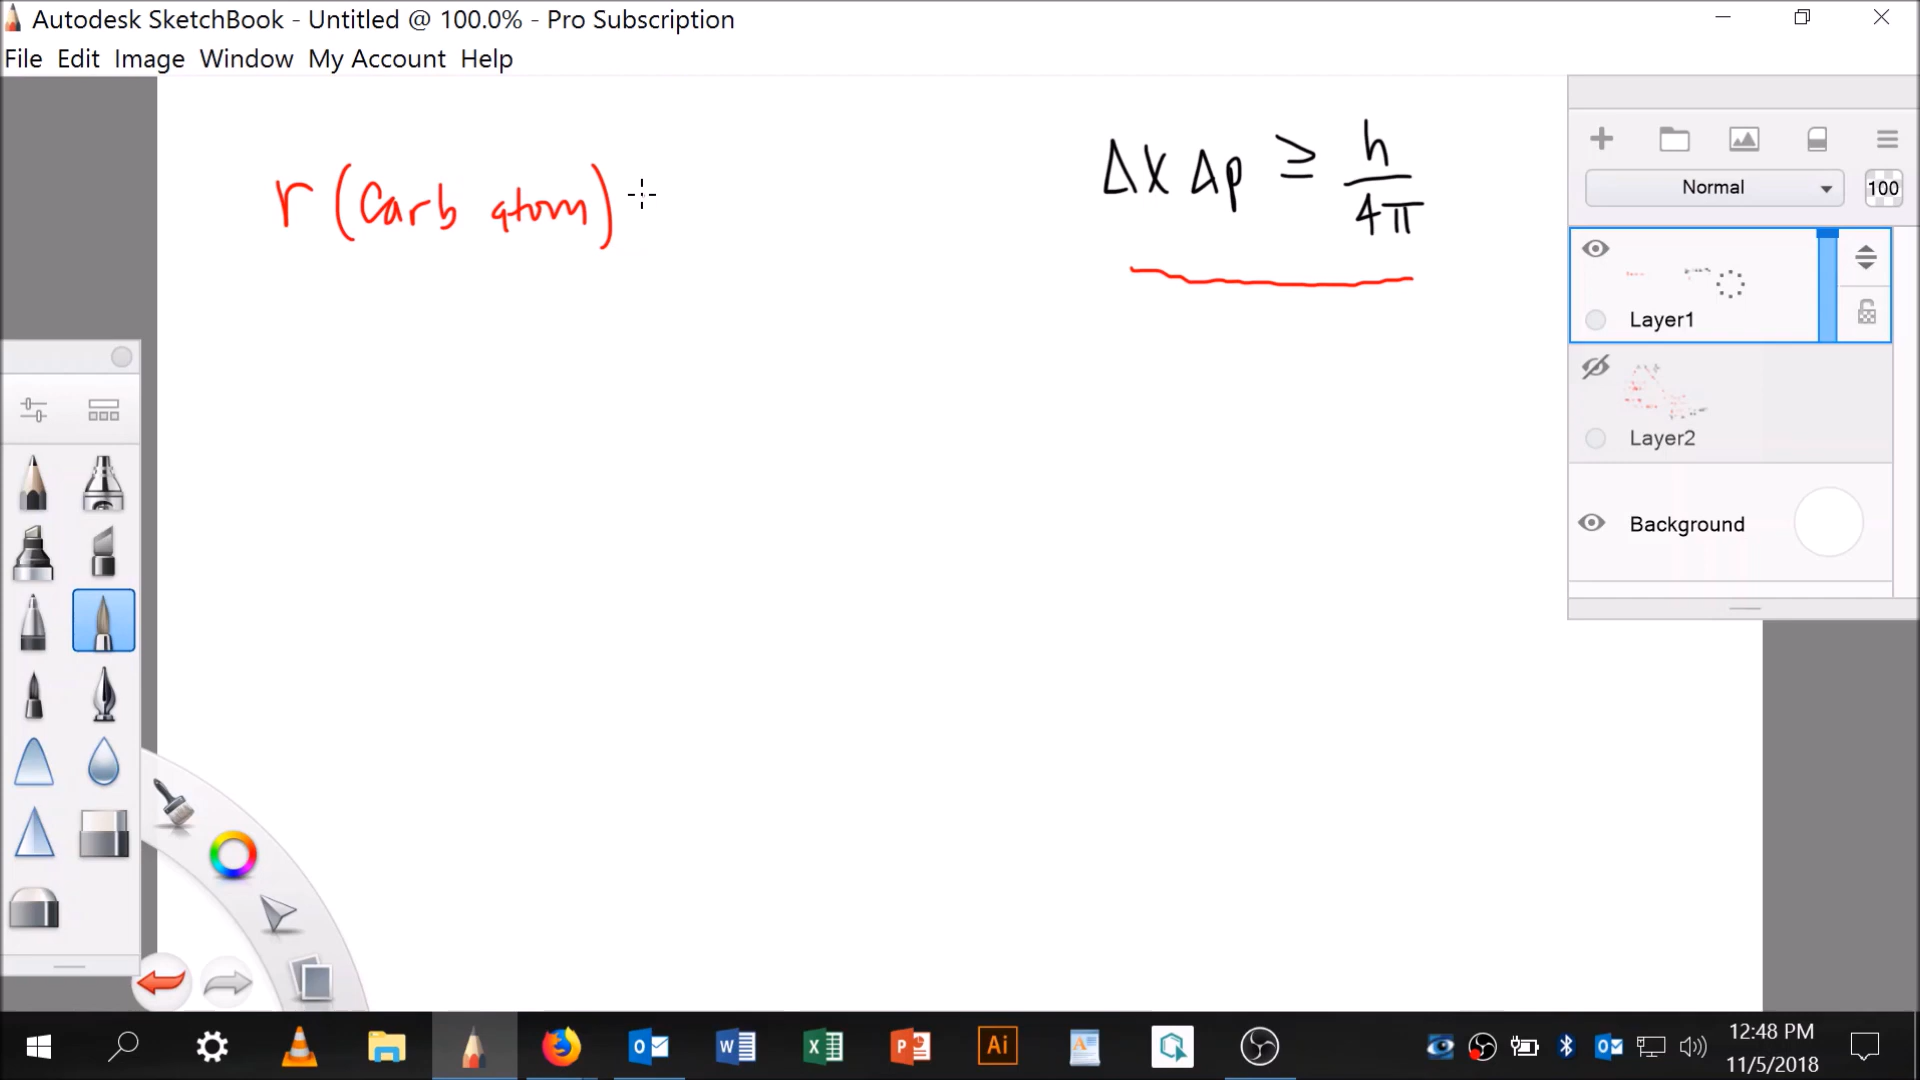 Autodesk SketchBook - Untitled @ 100.0% - Pro Subscription
File Edit Image Window My Account Help
r (Carb atom)
Δx Δp ≥ h/4π
Normal
100
Layer1
Layer2
Background
12:48 PM
11/5/2018